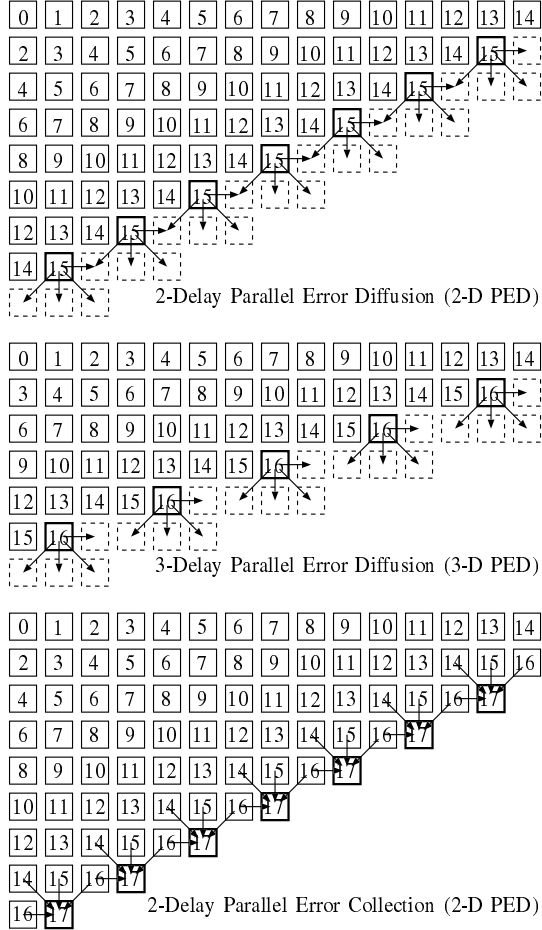 0 1 2 3 4 5 6 7 8 9 10 11 12 13 14
2 3 4 5 6 7 8 9 10 11 12 13 14 15
4 5 6 7 8 9 10 11 12 13 14 15
6 7 8 9 10 11 12 13 14 15
8 9 10 11 12 13 14 15
10 11 12 13 14 15
12 13 14 15
14 15
2-Delay Parallel Error Diffusion (2-D PED)
0 1 2 3 4 5 6 7 8 9 10 11 12 13 14
3 4 5 6 7 8 9 10 11 12 13 14 15 16
6 7 8 9 10 11 12 13 14 15 16
9 10 11 12 13 14 15 16
12 13 14 15 16
15 16
3-Delay Parallel Error Diffusion (3-D PED)
0 1 2 3 4 5 6 7 8 9 10 11 12 13 14
2 3 4 5 6 7 8 9 10 11 12 13 14 15 16
4 5 6 7 8 9 10 11 12 13 14 15 16 17
6 7 8 9 10 11 12 13 14 15 16 17
8 9 10 11 12 13 14 15 16 17
10 11 12 13 14 15 16 17
12 13 14 15 16 17
14 15 16 17
16 17
2-Delay Parallel Error Collection (2-D PED)